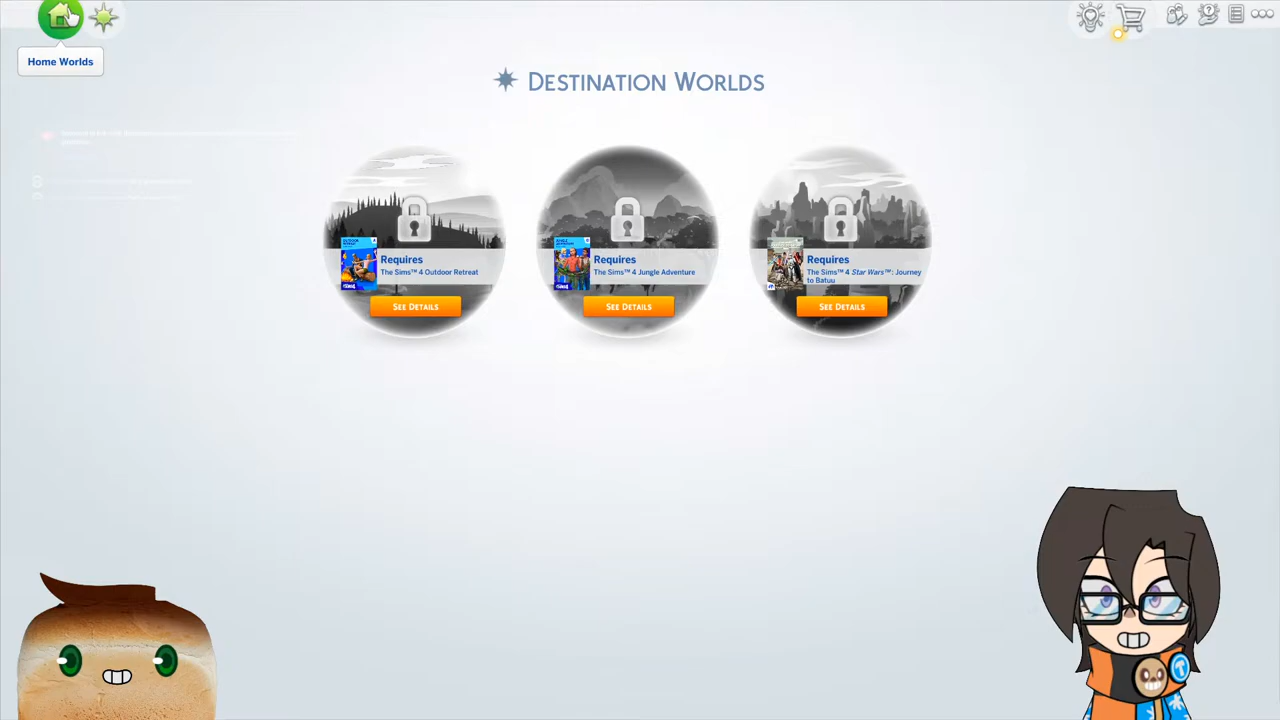 Home Worlds
DESTINATION WORLDS
Requires
The Sims™ 4 Outdoor Retreat
SEE DETAILS
Requires
The Sims™ 4 Jungle Adventure
SEE DETAILS
Requires
The Sims™ 4 Star Wars™: Journey
to Batuu
SEE DETAILS